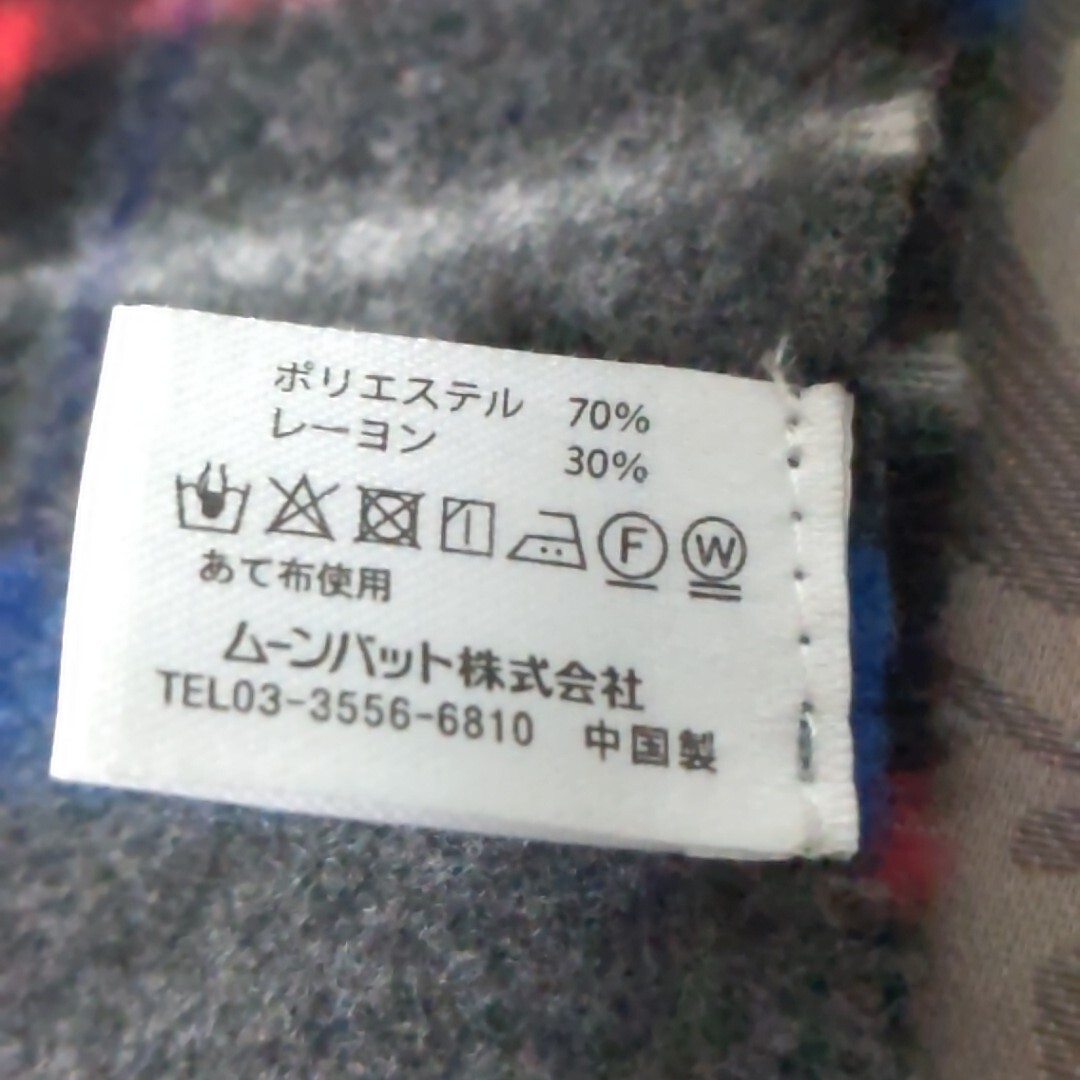 ポリエステル 70%
レーヨン 30%
F W
あて布使用
ムーンバット株式会社
TEL03-3556-6810 中国製